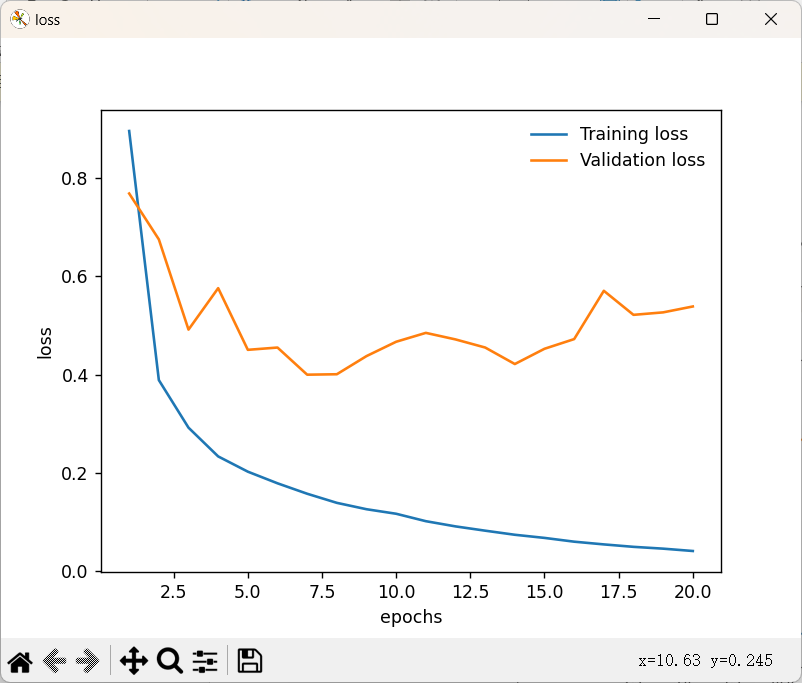 loss
Training loss
Validation loss
0.8
0.6
0.4
0.2
0.0
loss
2.5 5.0 7.5 10.0 12.5 15.0 17.5 20.0
epochs
x=10.63 y=0.245